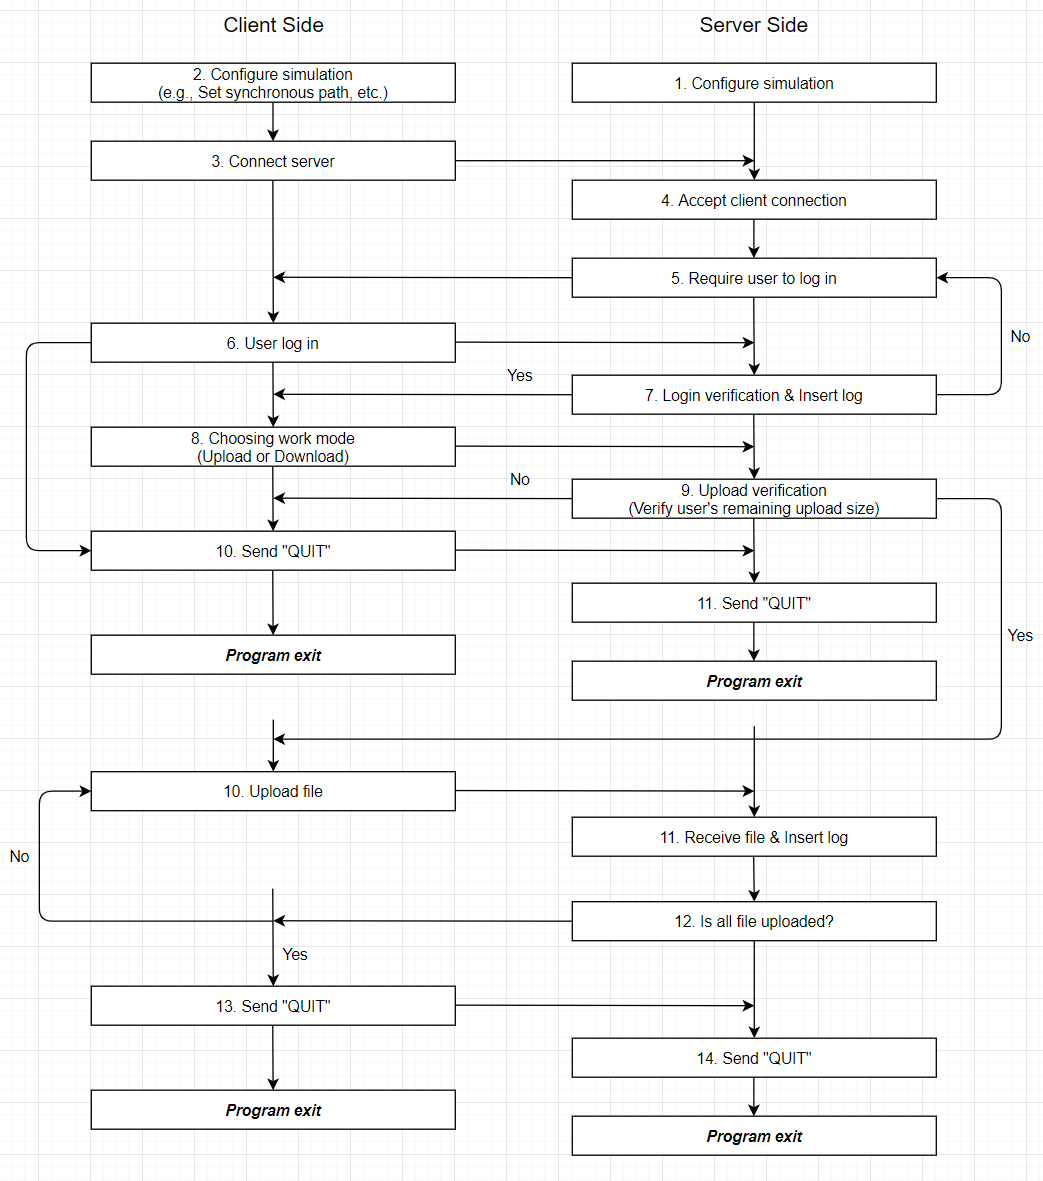 Client Side
Server Side
2. Configure simulation
(e.g., Set synchronous path, etc.)
1. Configure simulation
3. Connect server
4. Accept client connection
5. Require user to log in
No
6. User log in
Yes
7. Login verification & Insert log
8. Choosing work mode
(Upload or Download)
No
9. Upload verification
(Verify user's remaining upload size)
10. Send "QUIT"
11. Send "QUIT"
Yes
Program exit
Program exit
10. Upload file
11. Receive file & Insert log
No
12. Is all file uploaded?
Yes
13. Send "QUIT"
14. Send "QUIT"
Program exit
Program exit